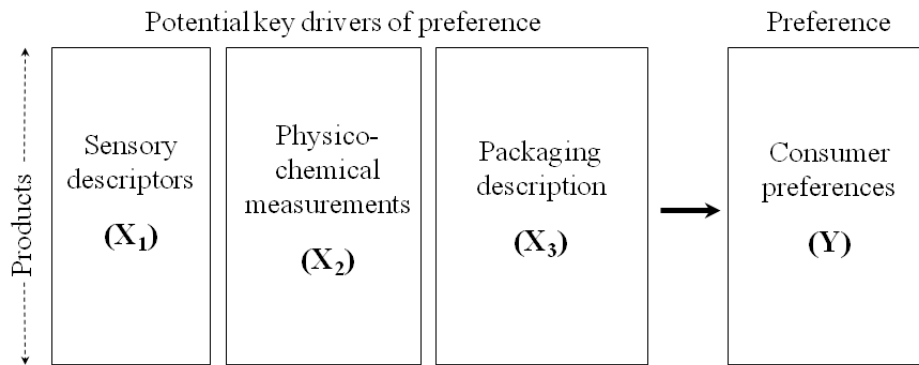 Potential key drivers of preference
Preference
Products
Sensory
descriptors
(X₁)
Physico-
chemical
measurements
(X₂)
Packaging
description
(X₃)
Consumer
preferences
(Y)